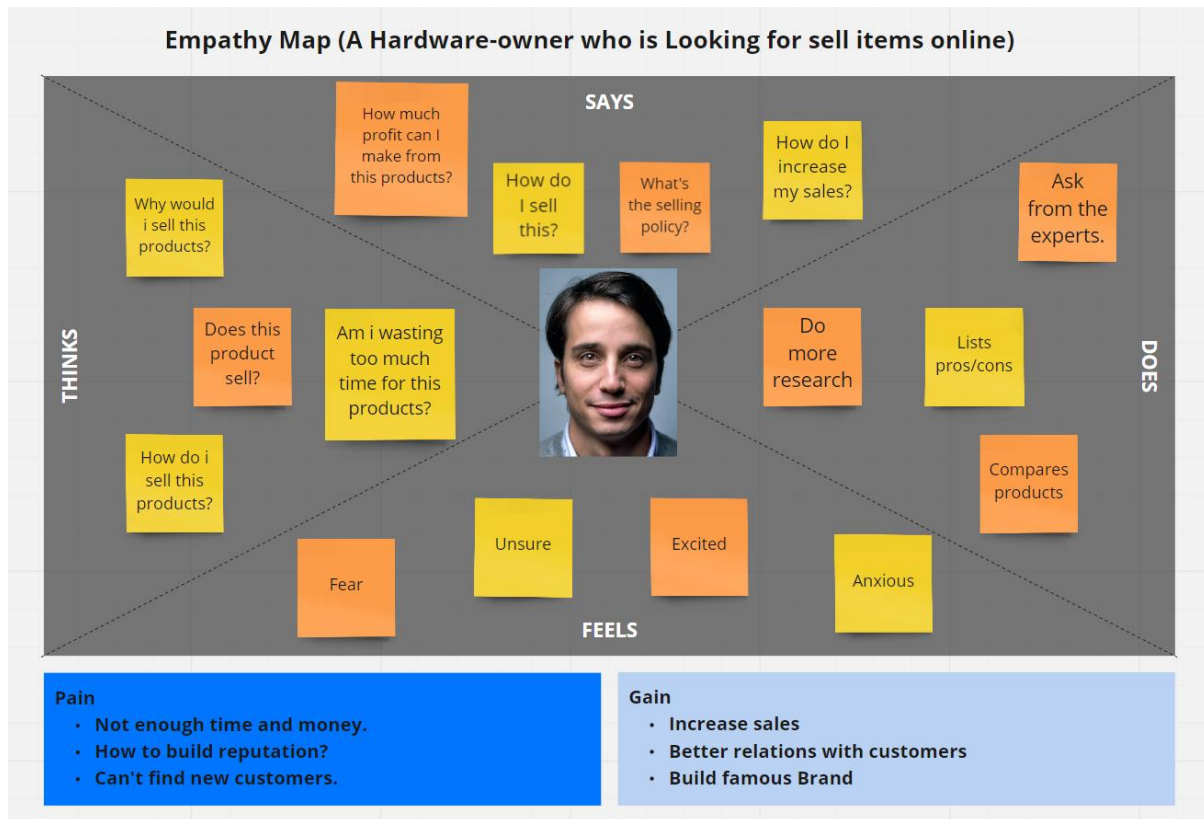 Empathy Map (A Hardware-owner who is Looking for sell items online)
SAYS
How much
profit can I
make from
this products?
How do
I sell
this?
What's
the selling
policy?
How do I
increase
my sales?
THINKS
Why would
i sell this
products?
Does this
product
sell?
Am i wasting
too much
time for this
products?
How do i
sell this
products?
DOES
Ask
from the
experts.
Do
more
research
Lists
pros/cons
Compares
products
Fear
Unsure
Excited
Anxious
FEELS
Pain
• Not enough time and money.
• How to build reputation?
• Can't find new customers.
Gain
• Increase sales
• Better relations with customers
• Build famous Brand